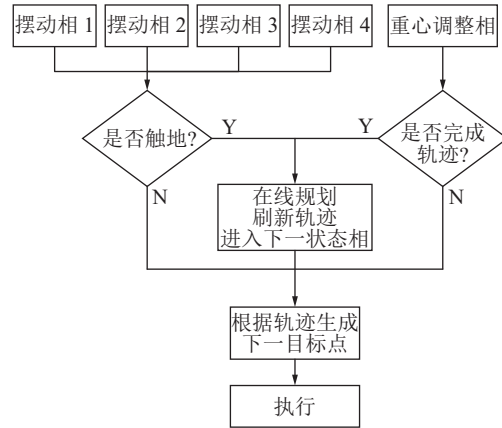 摆动相 1
摆动相 2
摆动相 3
摆动相 4
重心调整相
是否触地?
Y
Y
是否完成
轨迹?
N
在线规划
刷新轨迹
进入下一状态相
N
根据轨迹生成
下一目标点
执行